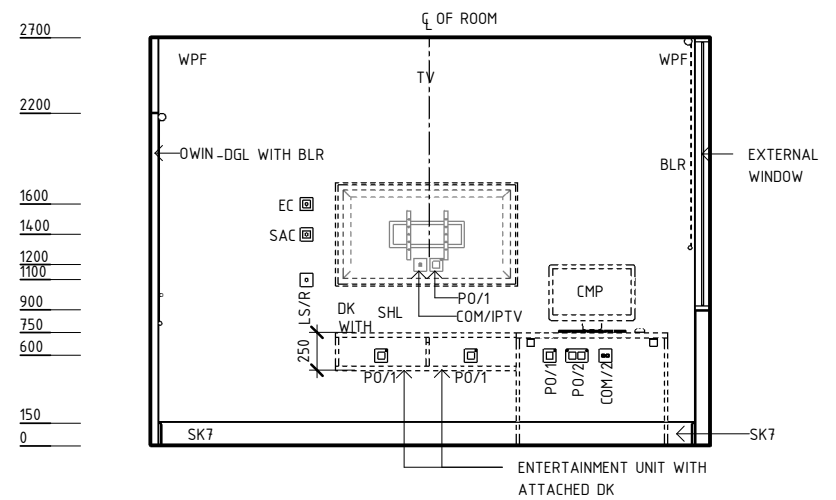 ℄ OF ROOM
2700
WPF
WPF
TV
2200
OWIN-DGL WITH BLR
BLR
EXTERNAL
WINDOW
1600
EC
1400
SAC
1200
1100
CMP
900
LS/R
DK
WITH
SHL
PO/1
COM/IPTV
750
600
250
PO/1
PO/1
PO/1
PO/2
COM/2
150
0
SK7
SK7
ENTERTAINMENT UNIT WITH
ATTACHED DK